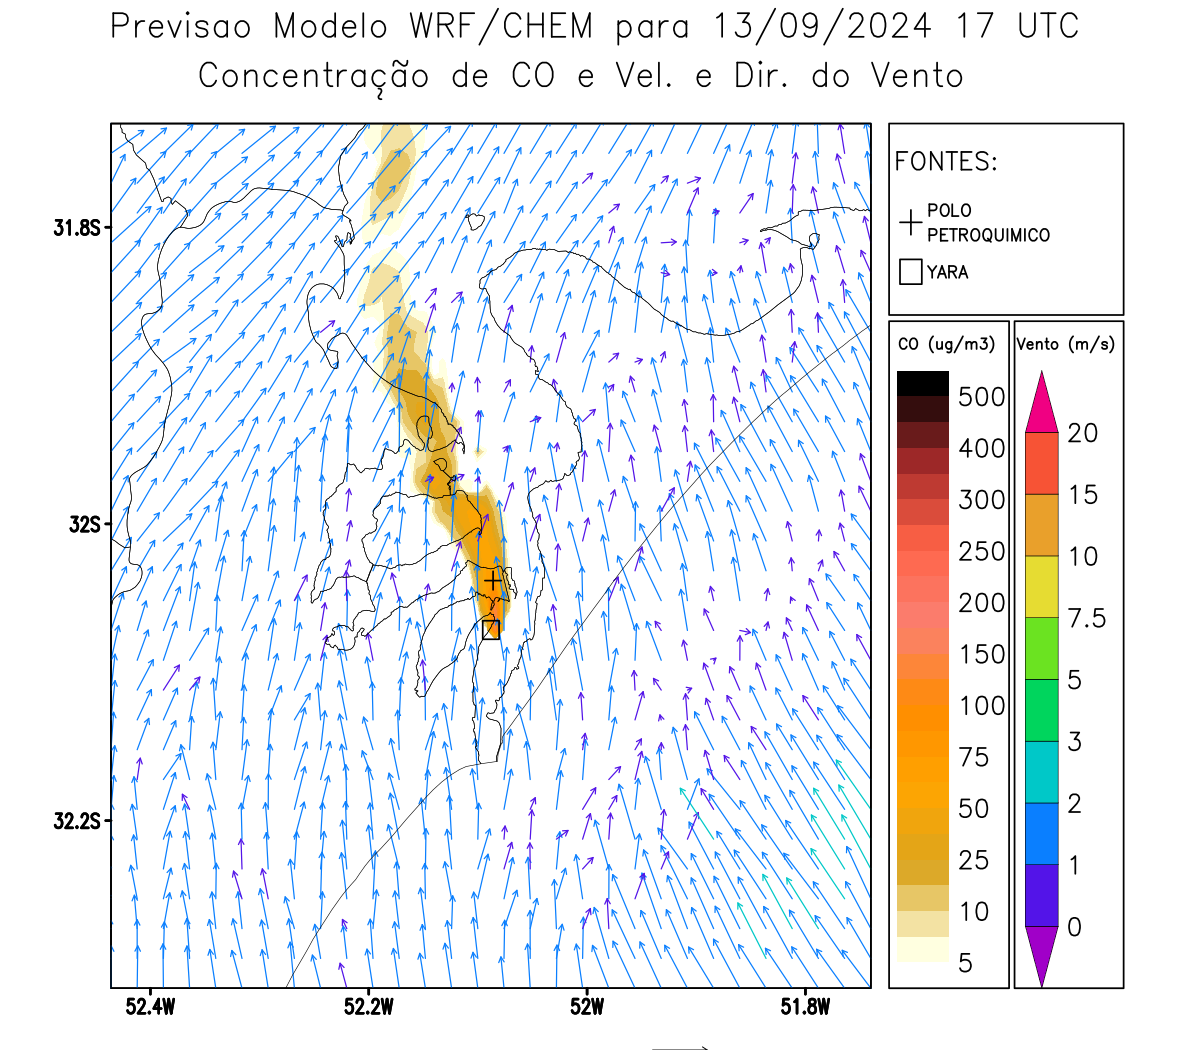 Previsao Modelo WRF/CHEM para 13/09/2024 17 UTC
Concentração de CO e Vel. e Dir. do Vento
FONTES:
POLO
PETROQUIMICO
YARA
31.8S
32S
32.2S
52.4W
52.2W
52W
51.8W
CO (ug/m3)
500
400
300
250
200
150
100
75
50
25
10
5
Vento (m/s)
20
15
10
7.5
5
3
2
1
0